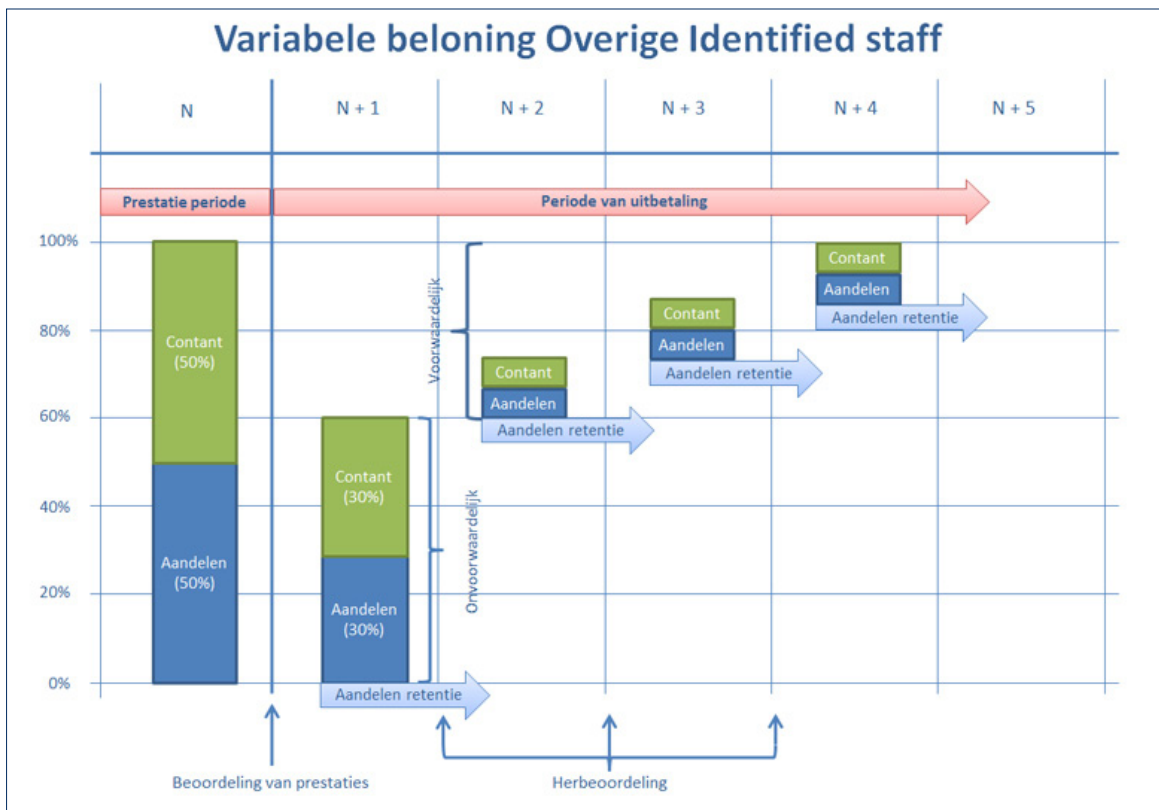 Variabele beloning Overige Identified staff
N
N + 1
N + 2
N + 3
N + 4
N + 5
Prestatie periode
Periode van uitbetaling
100%
80%
60%
40%
20%
0%
Contant
(50%)
Aandelen
(50%)
Contant
(30%)
Aandelen
(30%)
Aandelen retentie
Onvoorwaardelijk
Voorwaardelijk
Contant
Aandelen
Aandelen retentie
Contant
Aandelen
Aandelen retentie
Contant
Aandelen
Aandelen retentie
Beoordeling van prestaties
Herbeoordeling